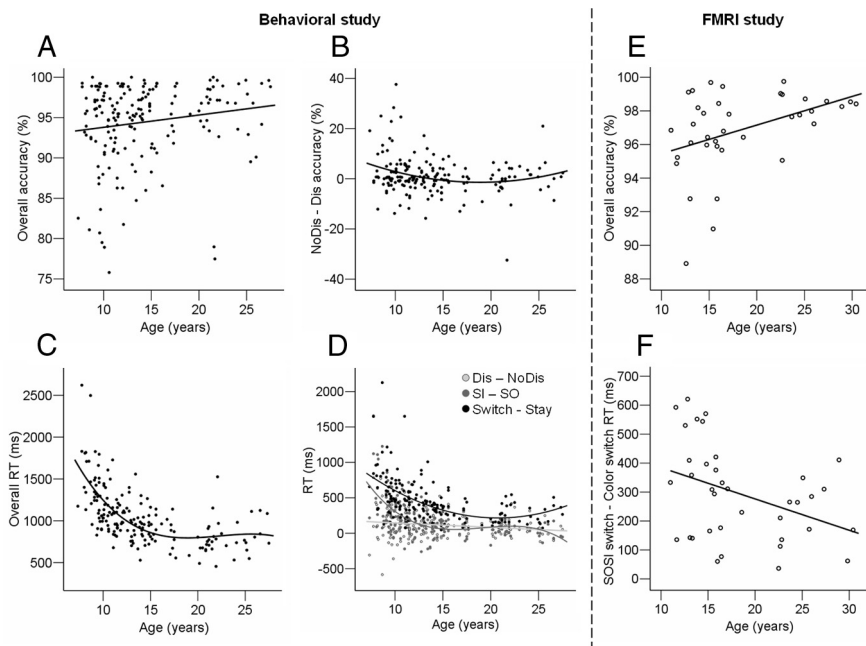 Behavioral study
FMRI study
A
Overall accuracy (%)
100
95
90
85
80
75
10
15
20
25
Age (years)
B
NoDis - Dis accuracy (%)
40
20
0
-20
-40
10
15
20
25
Age (years)
E
Overall accuracy (%)
100
98
96
94
92
90
88
10
15
20
25
30
Age (years)
C
Overall RT (ms)
2500
2000
1500
1000
500
10
15
20
25
Age (years)
D
Dis – NoDis
SI – SO
Switch - Stay
RT (ms)
2000
1500
1000
500
0
-500
10
15
20
25
Age (years)
F
SOSI switch - Color switch RT (ms)
700
600
500
400
300
200
100
0
10
15
20
25
30
Age (years)